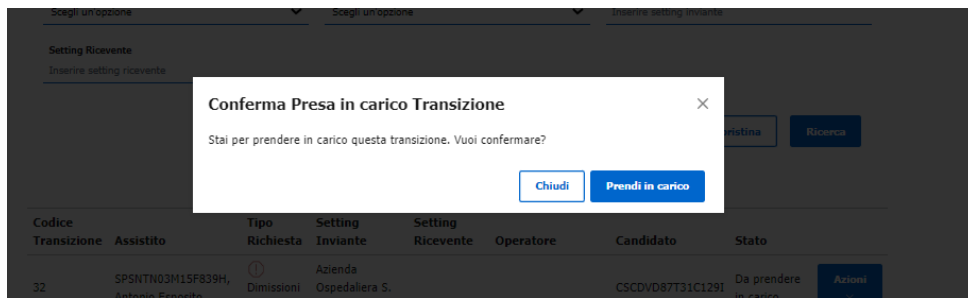 Scegli un'opzione
Scegli un'opzione
Inserire setting inviante
Setting Ricevente
Inserire setting ricevente
Conferma Presa in carico Transizione
Stai per prendere in carico questa transizione. Vuoi confermare?
Ricerca
Chiudi
Prendi in carico
Codice Transizione
Assistito
Tipo Richiesta
Setting Inviante
Setting Ricevente
Operatore
Candidato
Stato
32
SPSNTN03M15F839H,
Antonio Esposito
Dimissioni
Azienda
Ospedaliera S.
CSCDVD87T31C129I
Da prendere
in carico
Azioni